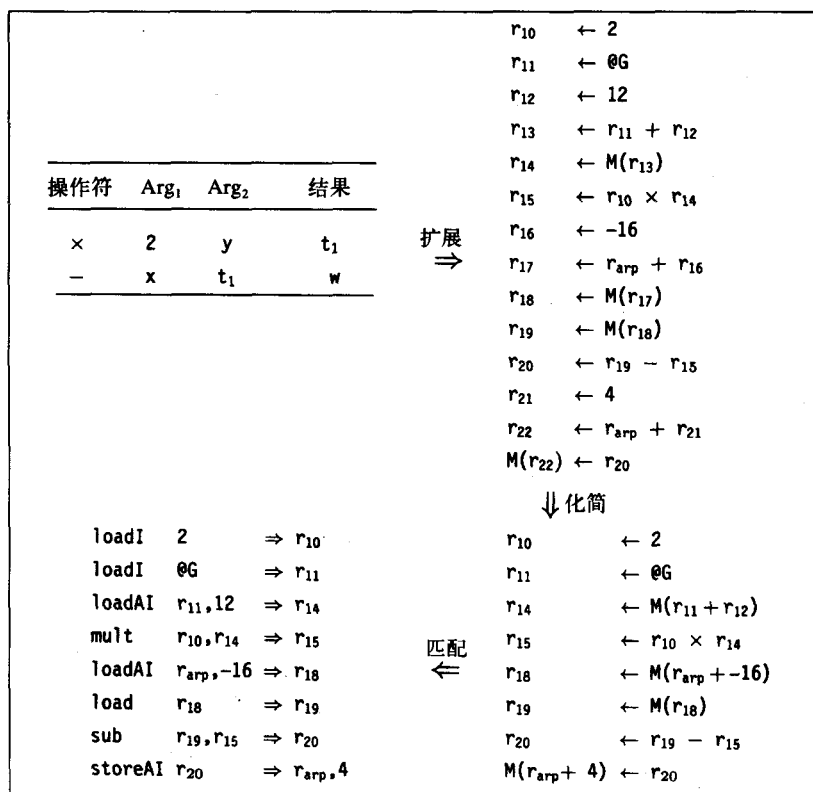 操作符 Arg₁ Arg₂ 结果
× 2 y t₁
− x t₁ w
扩展
⇒
r₁₀ ← 2
r₁₁ ← @G
r₁₂ ← 12
r₁₃ ← r₁₁ + r₁₂
r₁₄ ← M(r₁₃)
r₁₅ ← r₁₀ × r₁₄
r₁₆ ← -16
r₁₇ ← rₐᵣₚ + r₁₆
r₁₈ ← M(r₁₇)
r₁₉ ← M(r₁₈)
r₂₀ ← r₁₉ − r₁₅
r₂₁ ← 4
r₂₂ ← rₐᵣₚ + r₂₁
M(r₂₂) ← r₂₀
⇓ 化简
r₁₀ ← 2
r₁₁ ← @G
r₁₄ ← M(r₁₁+r₁₂)
r₁₅ ← r₁₀ × r₁₄
r₁₈ ← M(rₐᵣₚ+-16)
r₁₉ ← M(r₁₈)
r₂₀ ← r₁₉ − r₁₅
M(rₐᵣₚ+ 4) ← r₂₀
匹配
⇐
loadI 2 ⇒ r₁₀
loadI @G ⇒ r₁₁
loadAI r₁₁,12 ⇒ r₁₄
mult r₁₀,r₁₄ ⇒ r₁₅
loadAI rₐᵣₚ,-16 ⇒ r₁₈
load r₁₈ ⇒ r₁₉
sub r₁₉,r₁₅ ⇒ r₂₀
storeAI r₂₀ ⇒ rₐᵣₚ,4